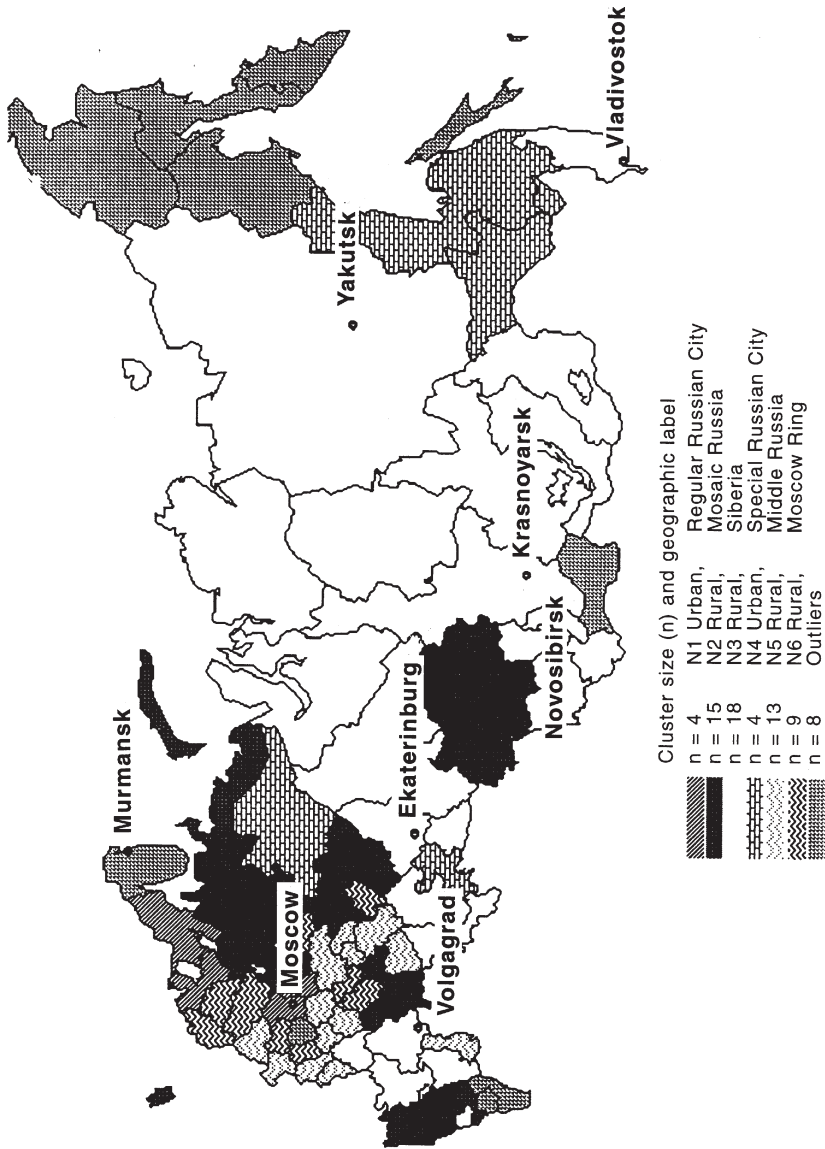 Murmansk
Moscow
Volgagrad
Ekaterinburg
Novosibirsk
Krasnoyarsk
Yakutsk
Vladivostok
Cluster size (n) and geographic label
n = 4 N1 Urban, Regular Russian City
n = 15 N2 Rural, Mosaic Russia
n = 18 N3 Rural, Siberia
n = 4 N4 Urban, Special Russian City
n = 13 N5 Rural, Middle Russia
n = 9 N6 Rural, Moscow Ring
n = 8 Outliers